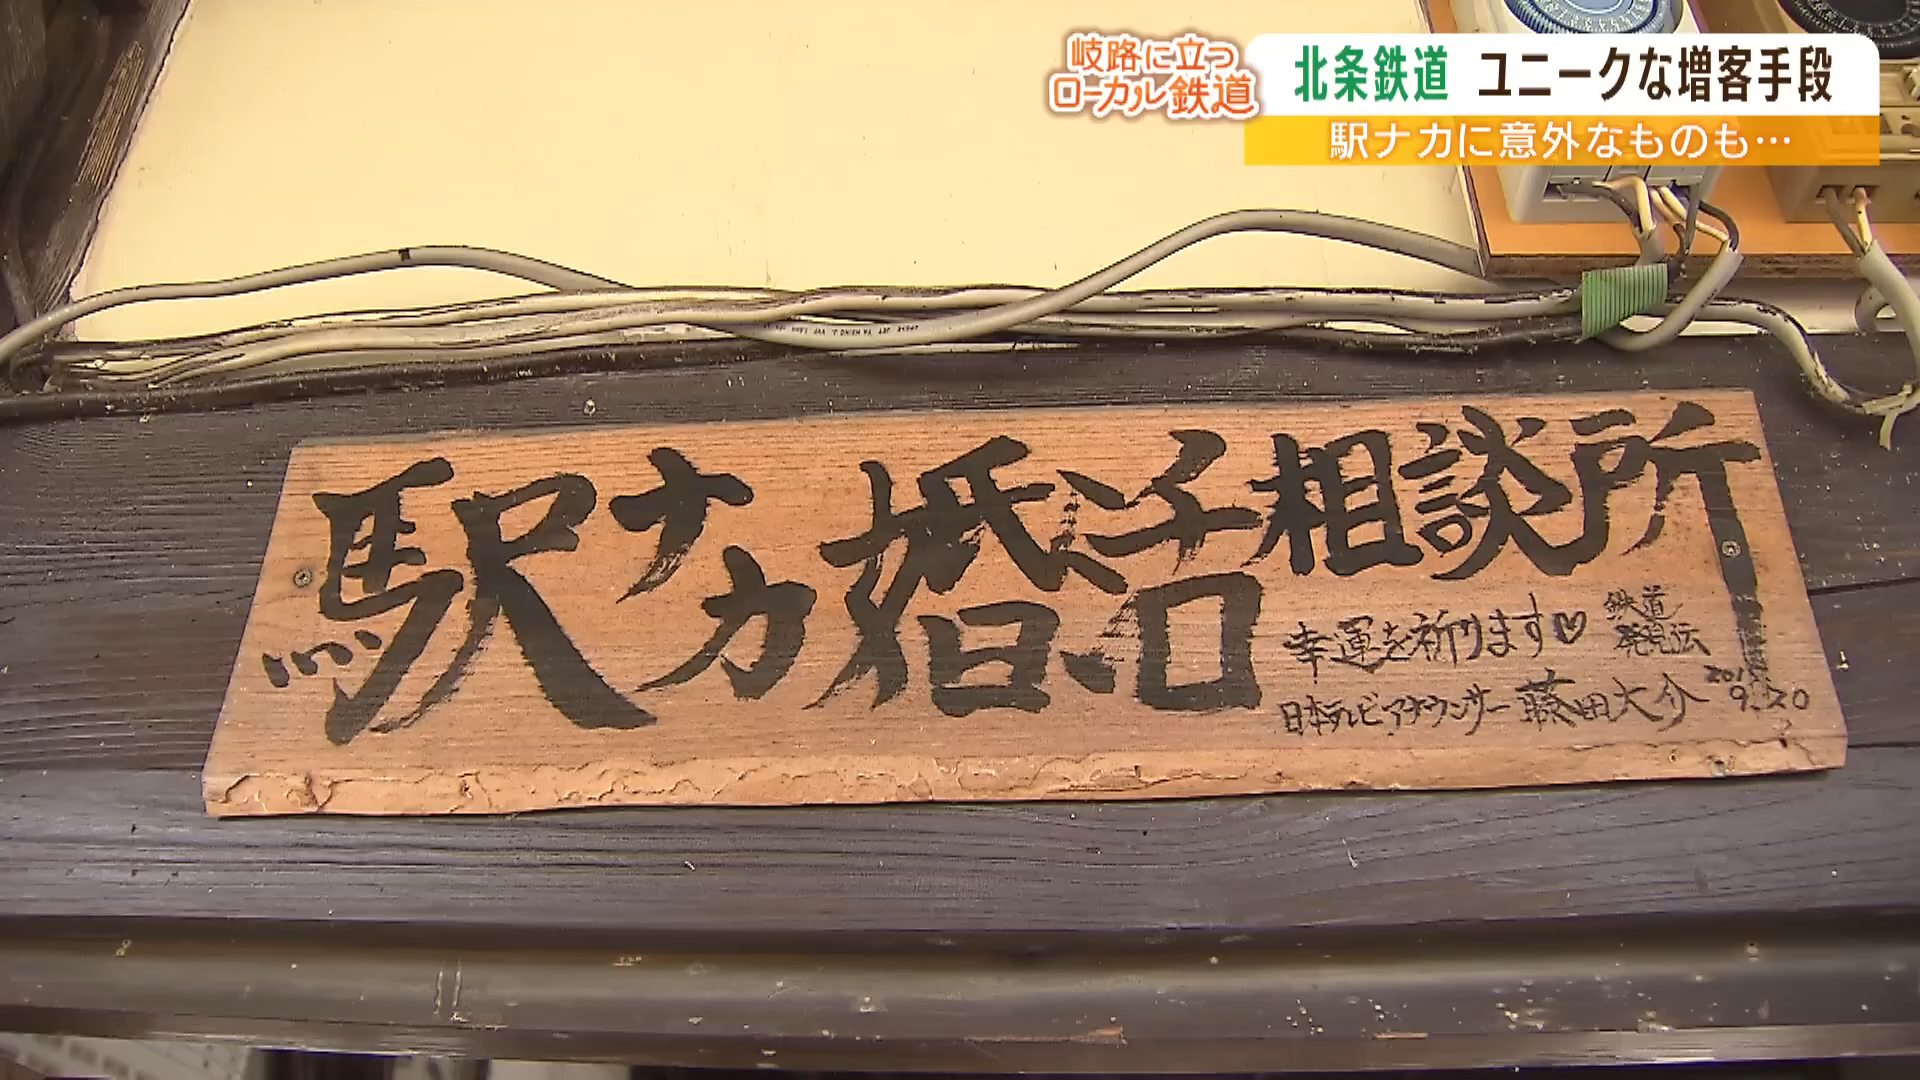 岐路に立つ
ローカル鉄道
北条鉄道 ユニークな増客手段
駅ナカに意外なものも…
駅ナカ婚活相談所
幸運を祈ります♡
鉄道
発見伝
日本テレビアナウンサー 藤田大介
9.20